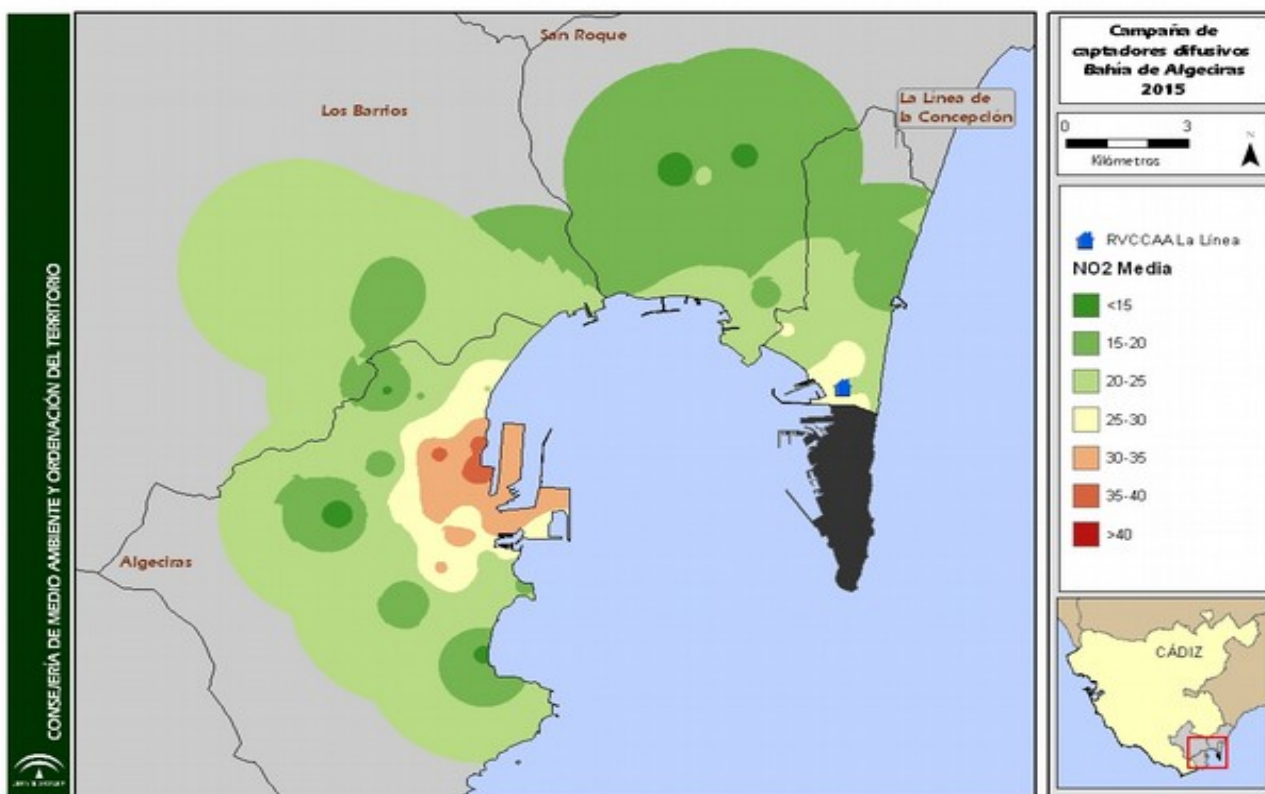 CONSEJERÍA DE MEDIO AMBIENTE Y ORDENACIÓN DEL TERRITORIO
San Roque
Los Barrios
La Línea de
la Concepción
Algeciras
Campaña de
captadores difusivos
Bahía de Algeciras
2015
0 3
Kilómetros
N
RVCCAA La Línea
NO2 Media
<15
15-20
20-25
25-30
30-35
35-40
>40
CÁDIZ